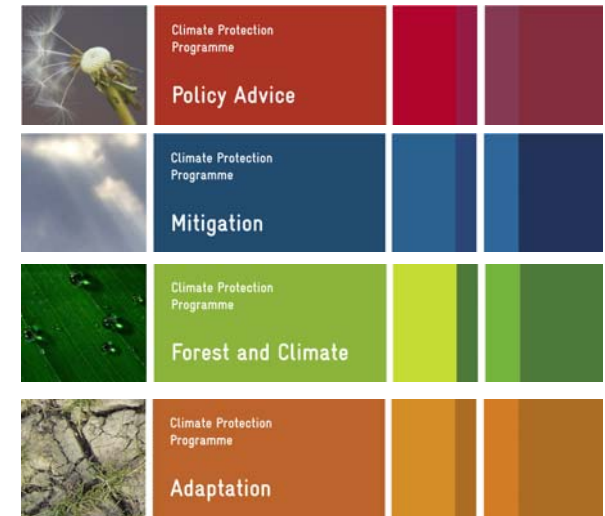 Climate Protection
Programme
Policy Advice
Climate Protection
Programme
Mitigation
Climate Protection
Programme
Forest and Climate
Climate Protection
Programme
Adaptation